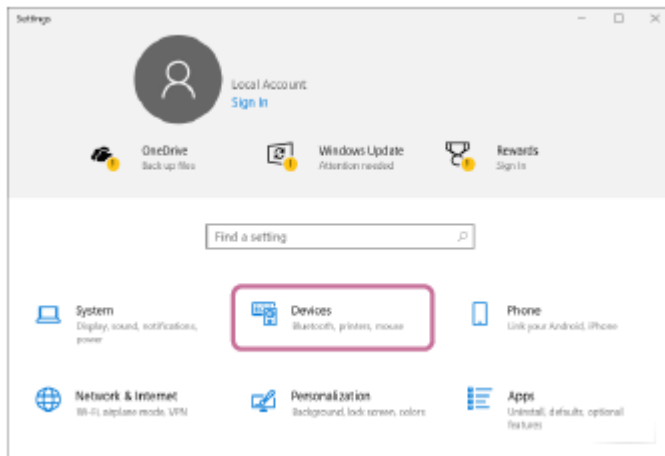 Settings
Local Account
Sign In
OneDrive
Back up files
Windows Update
Attention needed
Rewards
Sign In
Find a setting
System
Display, sound, notifications,
power
Devices
Bluetooth, printers, mouse
Phone
Link your Android, iPhone
Network & Internet
Wi-Fi, airplane mode, VPN
Personalization
Background, lock screen, colors
Apps
Uninstall, defaults, optional
features